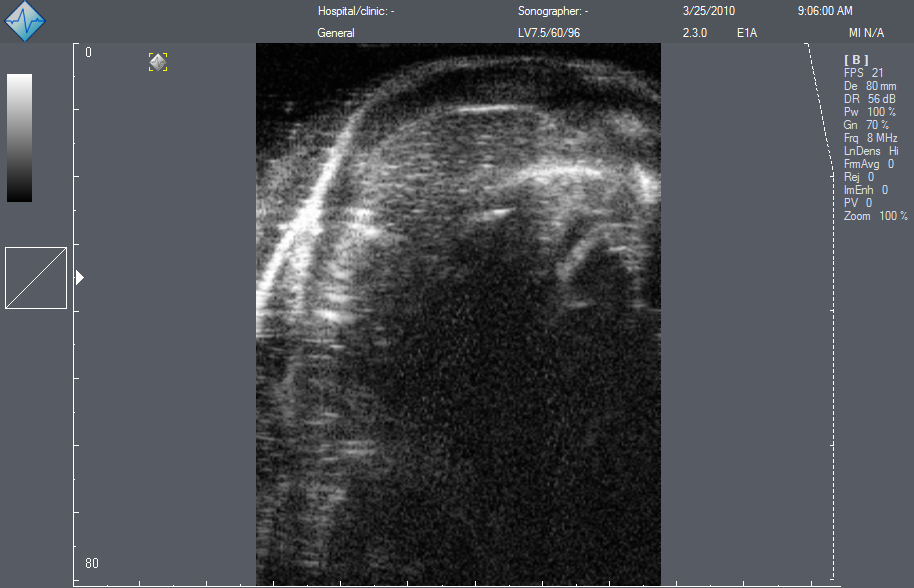 Hospital/clinic: - Sonographer: - 3/25/2010 9:06:00 AM
General LV7.5/60/96 2.3.0 E1A MI N/A
0
[ B ]
FPS 21
De 80 mm
DR 56 dB
Pw 100 %
Gn 70 %
Frq 8 MHz
LnDens Hi
FrmAvg 0
Rej 0
ImEnh 0
PV 0
Zoom 100 %
80